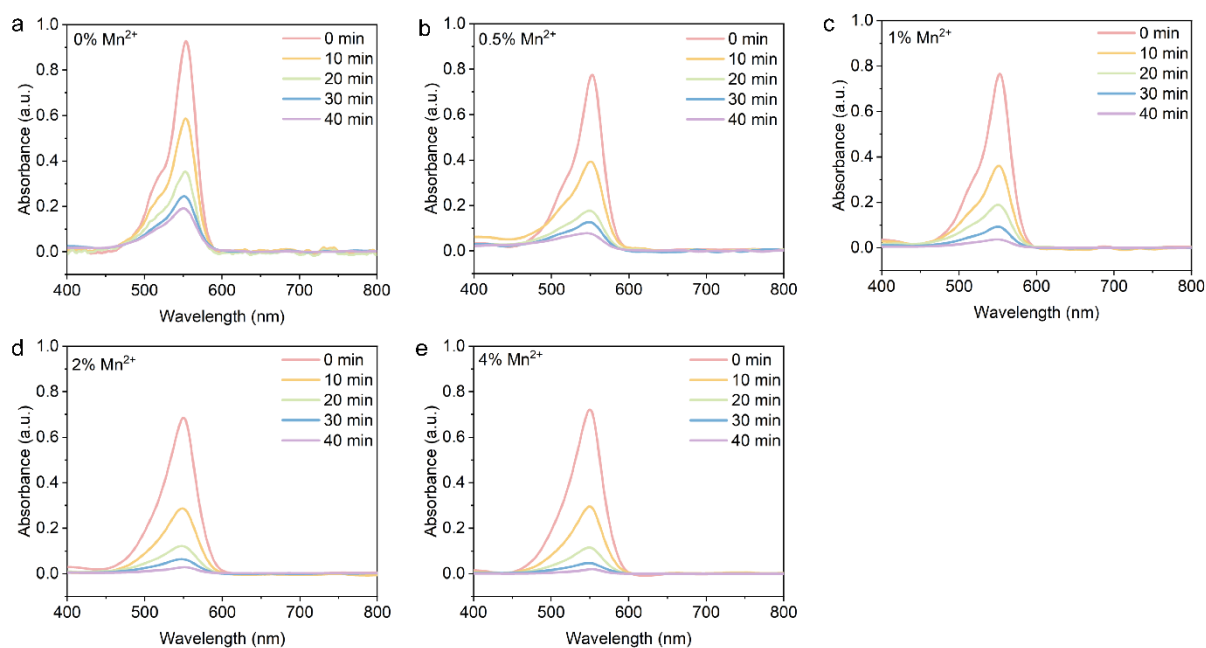 a
0% Mn²⁺
0 min
10 min
20 min
30 min
40 min
Absorbance (a.u.)
1.0
0.8
0.6
0.4
0.2
0.0
400 500 600 700 800
Wavelength (nm)
b
0.5% Mn²⁺
0 min
10 min
20 min
30 min
40 min
Absorbance (a.u.)
1.0
0.8
0.6
0.4
0.2
0.0
400 500 600 700 800
Wavelength (nm)
c
1% Mn²⁺
0 min
10 min
20 min
30 min
40 min
Absorbance (a.u.)
1.0
0.8
0.6
0.4
0.2
0.0
400 500 600 700 800
Wavelength (nm)
d
2% Mn²⁺
0 min
10 min
20 min
30 min
40 min
Absorbance (a.u.)
1.0
0.8
0.6
0.4
0.2
0.0
400 500 600 700 800
Wavelength (nm)
e
4% Mn²⁺
0 min
10 min
20 min
30 min
40 min
Absorbance (a.u.)
1.0
0.8
0.6
0.4
0.2
0.0
400 500 600 700 800
Wavelength (nm)